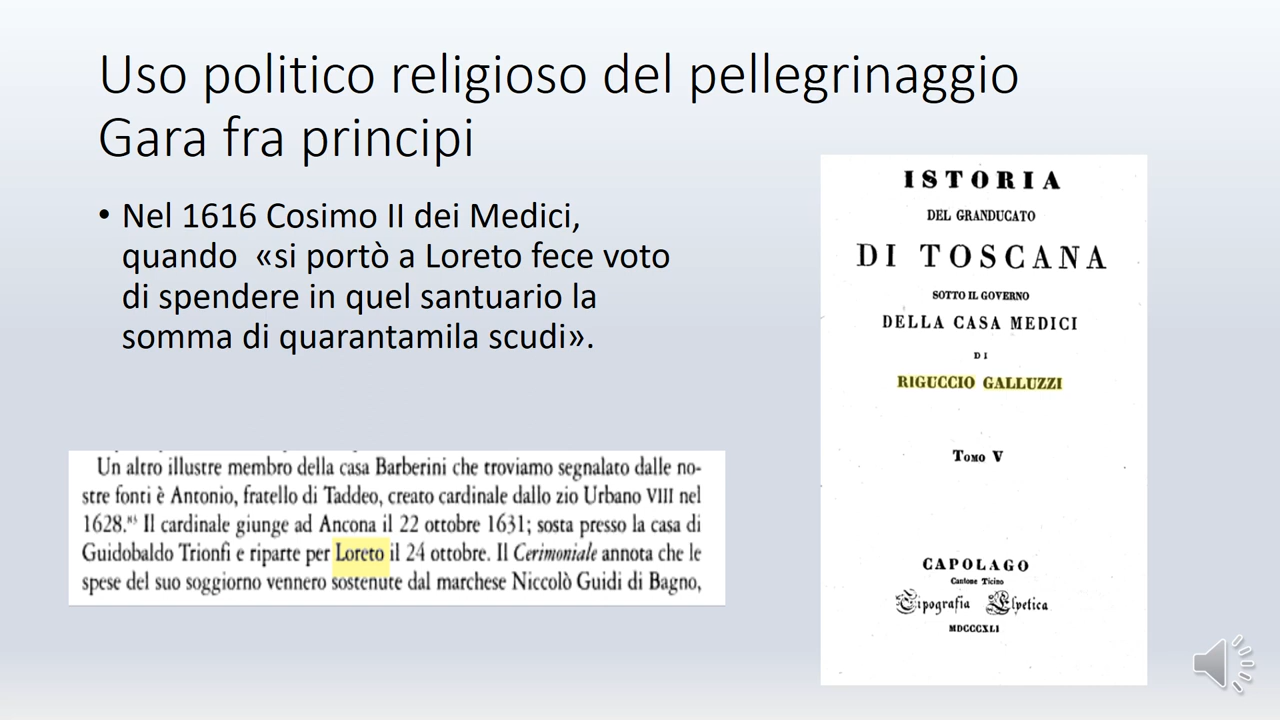 Uso politico religioso del pellegrinaggio
Gara fra principi
• Nel 1616 Cosimo II dei Medici,
quando «si portò a Loreto fece voto
di spendere in quel santuario la
somma di quarantamila scudi».
Un altro illustre membro della casa Barberini che troviamo segnalato dalle no-
stre fonti è Antonio, fratello di Taddeo, creato cardinale dallo zio Urbano VIII nel
1628. Il cardinale giunge ad Ancona il 22 ottobre 1631; sosta presso la casa di
Guidobaldo Trionfi e riparte per Loreto il 24 ottobre. Il Cerimoniale annota che le
spese del suo soggiorno vennero sostenute dal marchese Niccolò Guidi di Bagno,
ISTORIA
DEL GRANDUCATO
DI TOSCANA
SOTTO IL GOVERNO
DELLA CASA MEDICI
DI
RIGUCCIO GALLUZZI
TOMO V
CAPOLAGO
Cantone Ticino
Tipografia Elvetica
MDCCCXLI